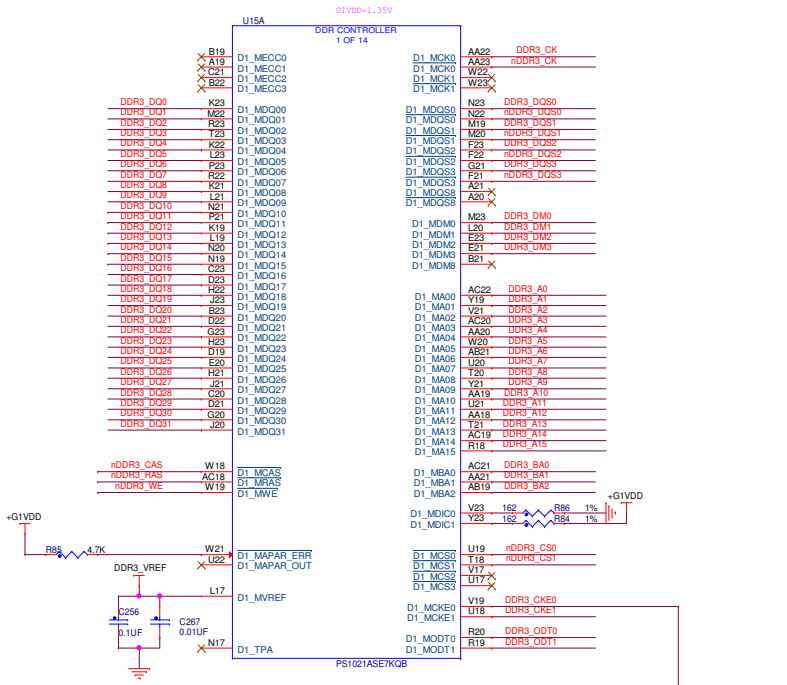 G1VDD=1.35V
U15A
DDR CONTROLLER
1 OF 14
B19 D1_MECC0
A19 D1_MECC1
C21 D1_MECC2
B22 D1_MECC3
DDR3_DQ0 K23 D1_MDQ00
DDR3_DQ1 M22 D1_MDQ01
DDR3_DQ2 R23 D1_MDQ02
DDR3_DQ3 T23 D1_MDQ03
DDR3_DQ4 K22 D1_MDQ04
DDR3_DQ5 L23 D1_MDQ05
DDR3_DQ6 P23 D1_MDQ06
DDR3_DQ7 R22 D1_MDQ07
DDR3_DQ8 K21 D1_MDQ08
DDR3_DQ9 L21 D1_MDQ09
DDR3_DQ10 N21 D1_MDQ10
DDR3_DQ11 P21 D1_MDQ11
DDR3_DQ12 K19 D1_MDQ12
DDR3_DQ13 L19 D1_MDQ13
DDR3_DQ14 N20 D1_MDQ14
DDR3_DQ15 N19 D1_MDQ15
DDR3_DQ16 C23 D1_MDQ16
DDR3_DQ17 D23 D1_MDQ17
DDR3_DQ18 H22 D1_MDQ18
DDR3_DQ19 J23 D1_MDQ19
DDR3_DQ20 B23 D1_MDQ20
DDR3_DQ21 D22 D1_MDQ21
DDR3_DQ22 G23 D1_MDQ22
DDR3_DQ23 H23 D1_MDQ23
DDR3_DQ24 D19 D1_MDQ24
DDR3_DQ25 E20 D1_MDQ25
DDR3_DQ26 H21 D1_MDQ26
DDR3_DQ27 J21 D1_MDQ27
DDR3_DQ28 C20 D1_MDQ28
DDR3_DQ29 D21 D1_MDQ29
DDR3_DQ30 G20 D1_MDQ30
DDR3_DQ31 J20 D1_MDQ31
nDDR3_CAS W18 D1_MCAS
nDDR3_RAS AC18 D1_MRAS
nDDR3_WE W19 D1_MWE
+G1VDD
R85 4.7K W21 D1_MAPAR_ERR
U22 D1_MAPAR_OUT
DDR3_VREF
L17 D1_MVREF
C256
0.1UF
C267
0.01UF
N17 D1_TPA
D1_MCK0 AA22 DDR3_CK
D1_MCK0 AA23 nDDR3_CK
D1_MCK1 W22
D1_MCK1 W23
D1_MDQS0 N23 DDR3_DQS0
D1_MDQS0 N22 nDDR3_DQS0
D1_MDQS1 M19 DDR3_DQS1
D1_MDQS1 M20 nDDR3_DQS1
D1_MDQS2 F23 DDR3_DQS2
D1_MDQS2 F22 nDDR3_DQS2
D1_MDQS3 G21 DDR3_DQS3
D1_MDQS3 F21 nDDR3_DQS3
D1_MDQS8 A21
D1_MDQS8 A20
D1_MDM0 M23 DDR3_DM0
D1_MDM1 L20 DDR3_DM1
D1_MDM2 E23 DDR3_DM2
D1_MDM3 E21 DDR3_DM3
D1_MDM8 B21
D1_MA00 AC22 DDR3_A0
D1_MA01 Y19 DDR3_A1
D1_MA02 V21 DDR3_A2
D1_MA03 AC20 DDR3_A3
D1_MA04 AA20 DDR3_A4
D1_MA05 W20 DDR3_A5
D1_MA06 AB21 DDR3_A6
D1_MA07 U20 DDR3_A7
D1_MA08 T20 DDR3_A8
D1_MA09 Y21 DDR3_A9
D1_MA10 AA19 DDR3_A10
D1_MA11 U21 DDR3_A11
D1_MA12 AA18 DDR3_A12
D1_MA13 T21 DDR3_A13
D1_MA14 AC19 DDR3_A14
D1_MA15 R18 DDR3_A15
D1_MBA0 AC21 DDR3_BA0
D1_MBA1 AA21 DDR3_BA1
D1_MBA2 AB19 DDR3_BA2
+G1VDD
D1_MDIC0 V23 162 R86 1%
D1_MDIC1 Y23 162 R84 1%
D1_MCS0 U19 nDDR3_CS0
D1_MCS1 T18 nDDR3_CS1
D1_MCS2 V17
D1_MCS3 U17
D1_MCKE0 V19 DDR3_CKE0
D1_MCKE1 U18 DDR3_CKE1
D1_MODT0 R20 DDR3_ODT0
D1_MODT1 R19 DDR3_ODT1
PS1021ASE7KQB